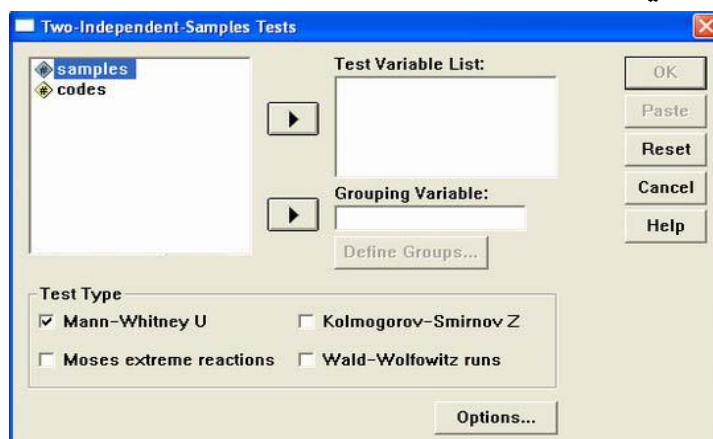 Two-Independent-Samples Tests
samples
codes
Test Variable List:
Grouping Variable:
Define Groups...
OK
Paste
Reset
Cancel
Help
Test Type
Mann-Whitney U
Kolmogorov-Smirnov Z
Moses extreme reactions
Wald-Wolfowitz runs
Options...